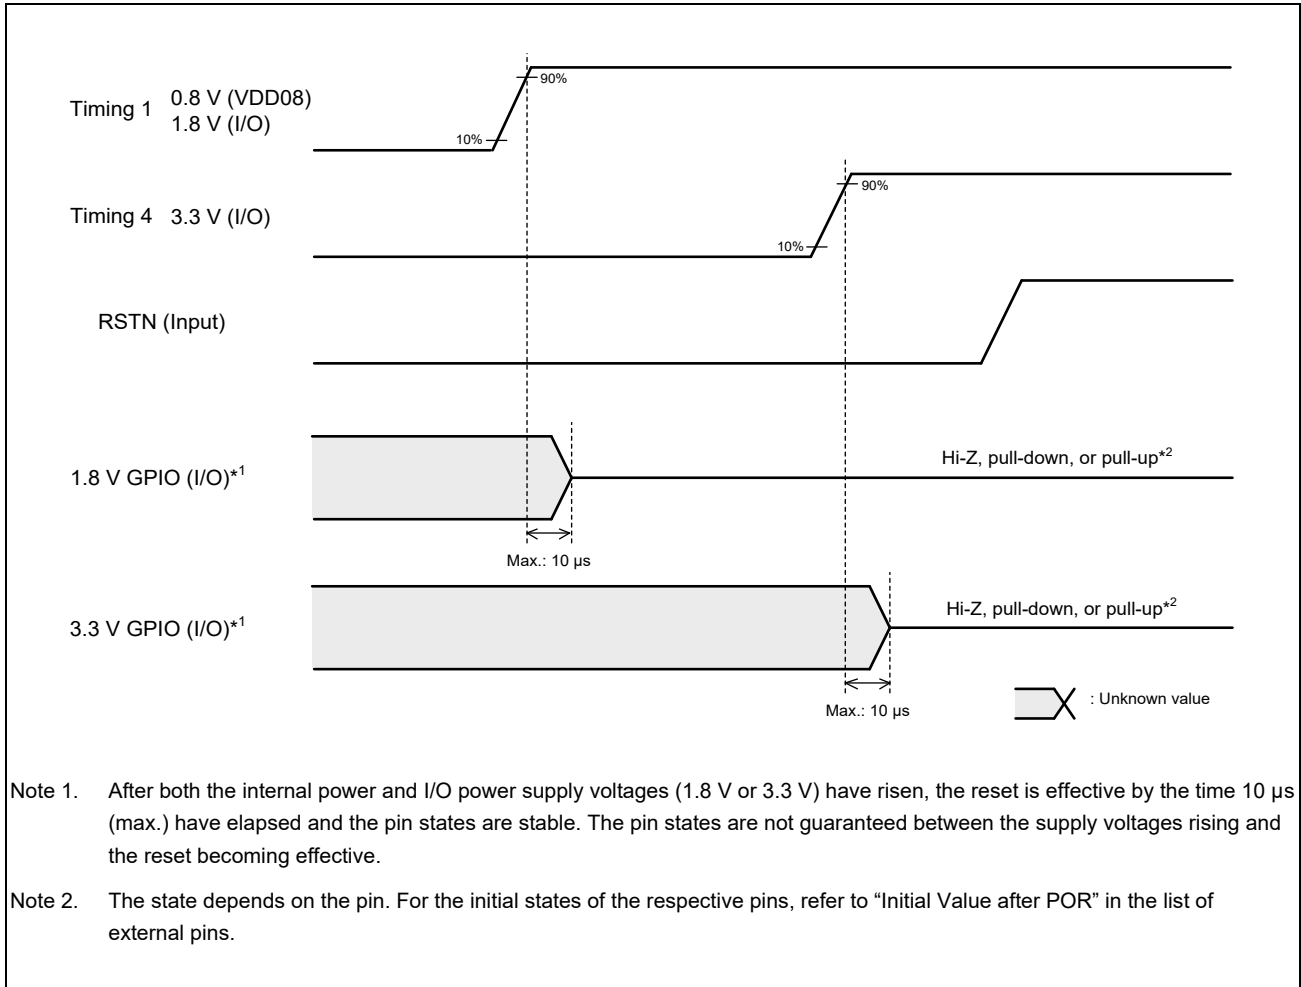 90%
Timing 1 0.8 V (VDD08)
1.8 V (I/O)
10%
90%
Timing 4 3.3 V (I/O)
10%
RSTN (Input)
Hi-Z, pull-down, or pull-up*2
1.8 V GPIO (I/O)*1
Max.: 10 µs
Hi-Z, pull-down, or pull-up*2
3.3 V GPIO (I/O)*1
Max.: 10 µs
: Unknown value
Note 1. After both the internal power and I/O power supply voltages (1.8 V or 3.3 V) have risen, the reset is effective by the time 10 µs
(max.) have elapsed and the pin states are stable. The pin states are not guaranteed between the supply voltages rising and
the reset becoming effective.
Note 2. The state depends on the pin. For the initial states of the respective pins, refer to “Initial Value after POR” in the list of
external pins.